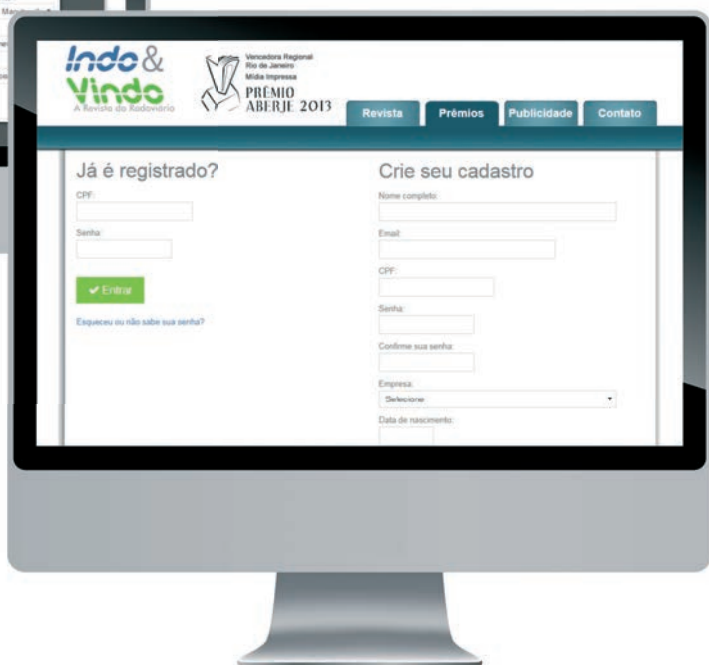 Indo &
Vindo
A Revista do Rodoviário
Vencedora Regional
Rio de Janeiro
Mídia Impressa
PRÊMIO
ABERJE 2013
Revista
Prêmios
Publicidade
Contato
Já é registrado?
CPF:
Senha:
Entrar
Esqueceu ou não sabe sua senha?
Crie seu cadastro
Nome completo:
Email:
CPF:
Senha:
Confirme sua senha:
Empresa:
Selecione
Data de nascimento: